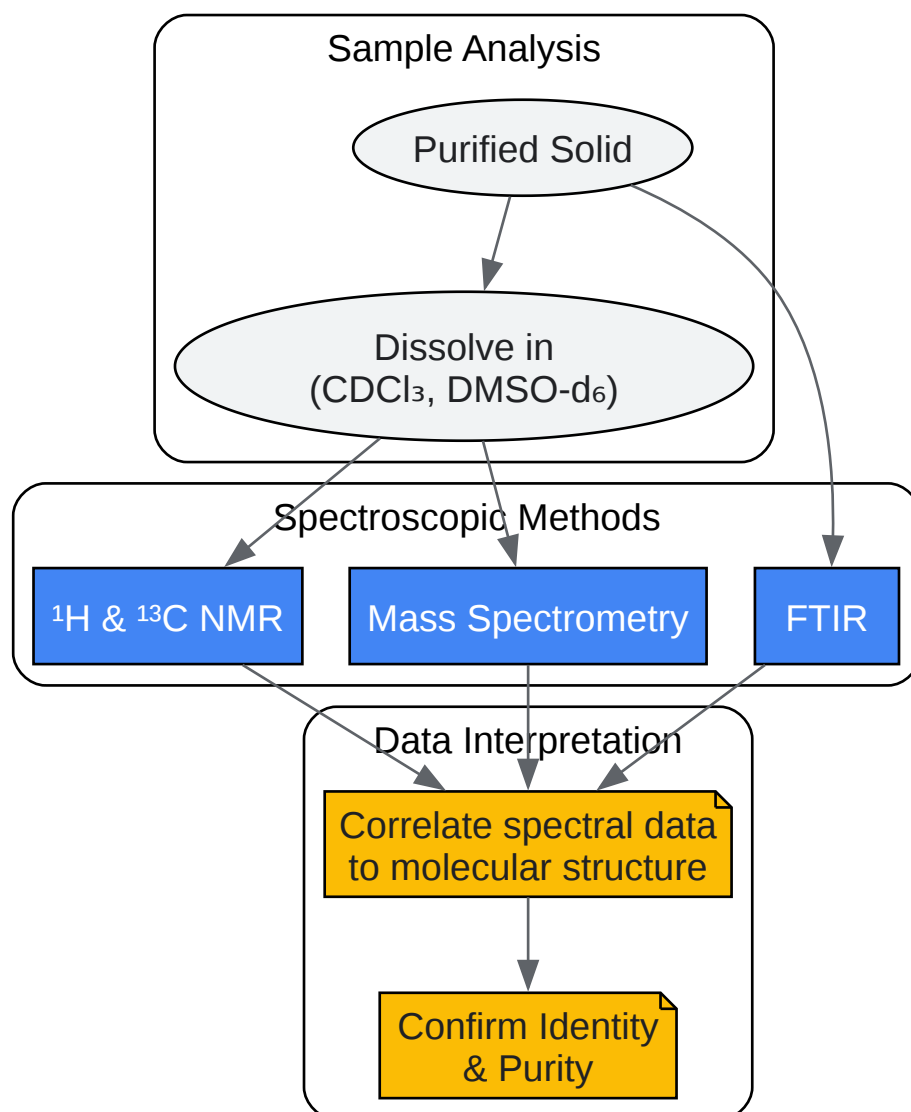 Sample Analysis
Purified Solid
Dissolve in
(CDCl₃, DMSO-d₆)
Spectroscopic Methods
¹H & ¹³C NMR
Mass Spectrometry
FTIR
Data Interpretation
Correlate spectral data
to molecular structure
Confirm Identity
& Purity